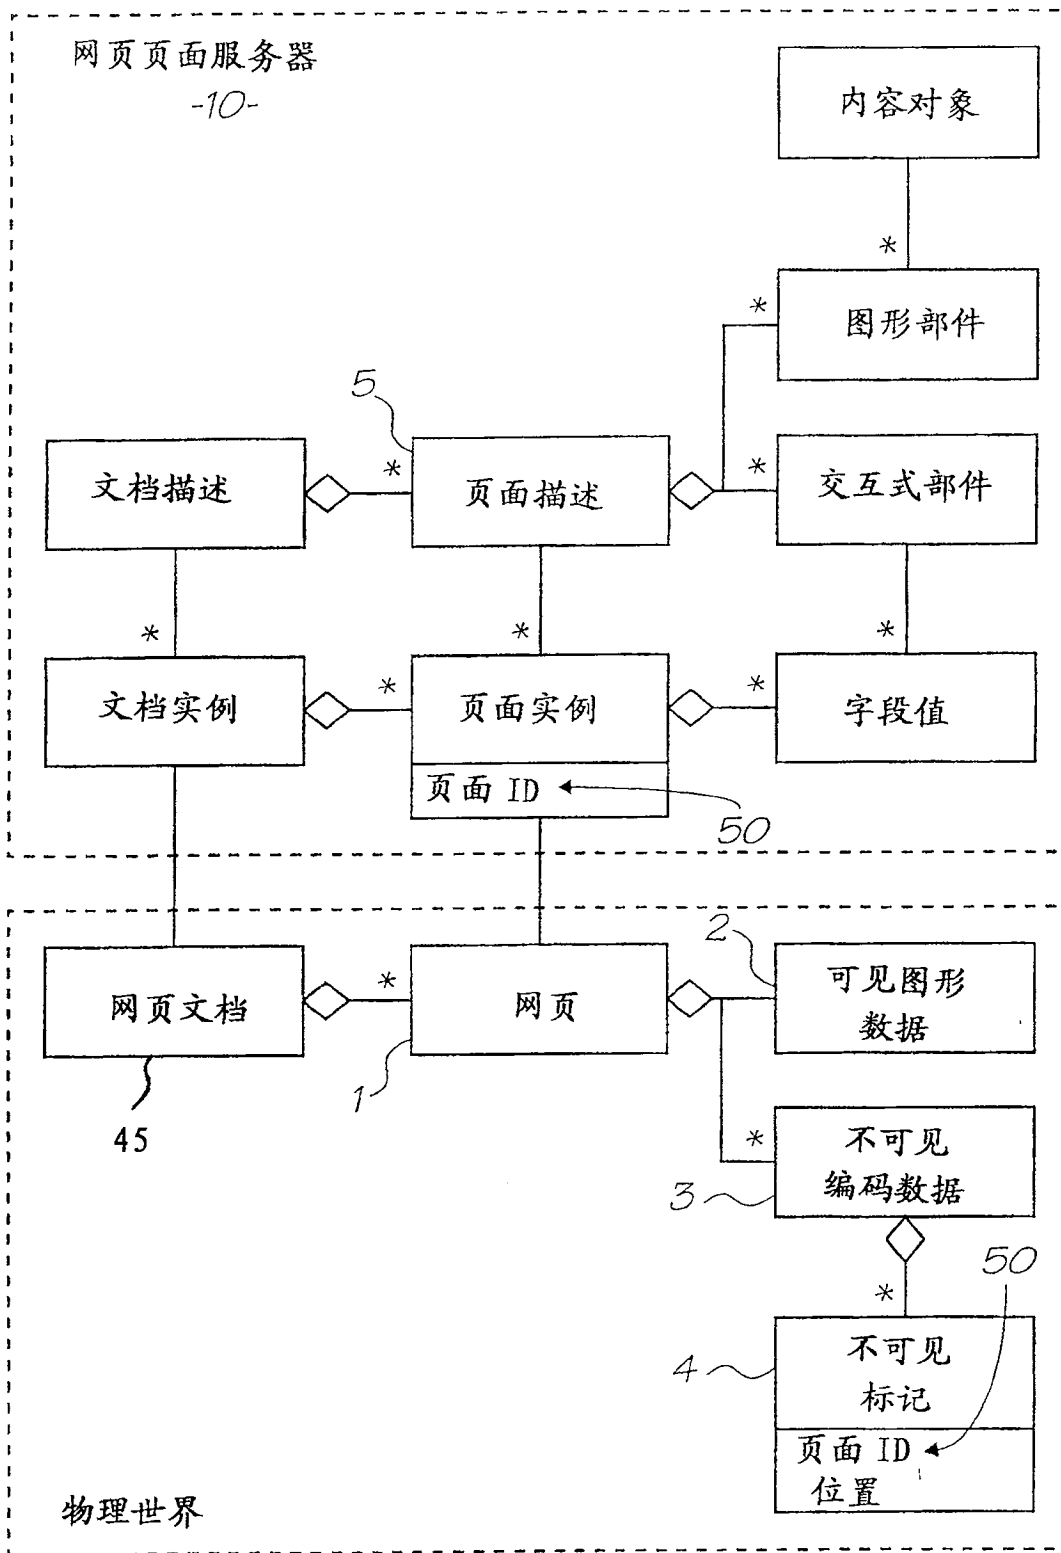 网页页面服务器
-10-
内容对象
*
*
图形部件
5
文档描述
*
页面描述
*
交互式部件
*
*
*
文档实例
*
页面实例
*
字段值
页面 ID
50
网页文档
*
网页
2
可见图形
数据
1
45
*
不可见
编码数据
3
50
*
4
不可见
标记
页面 ID
位置
物理世界